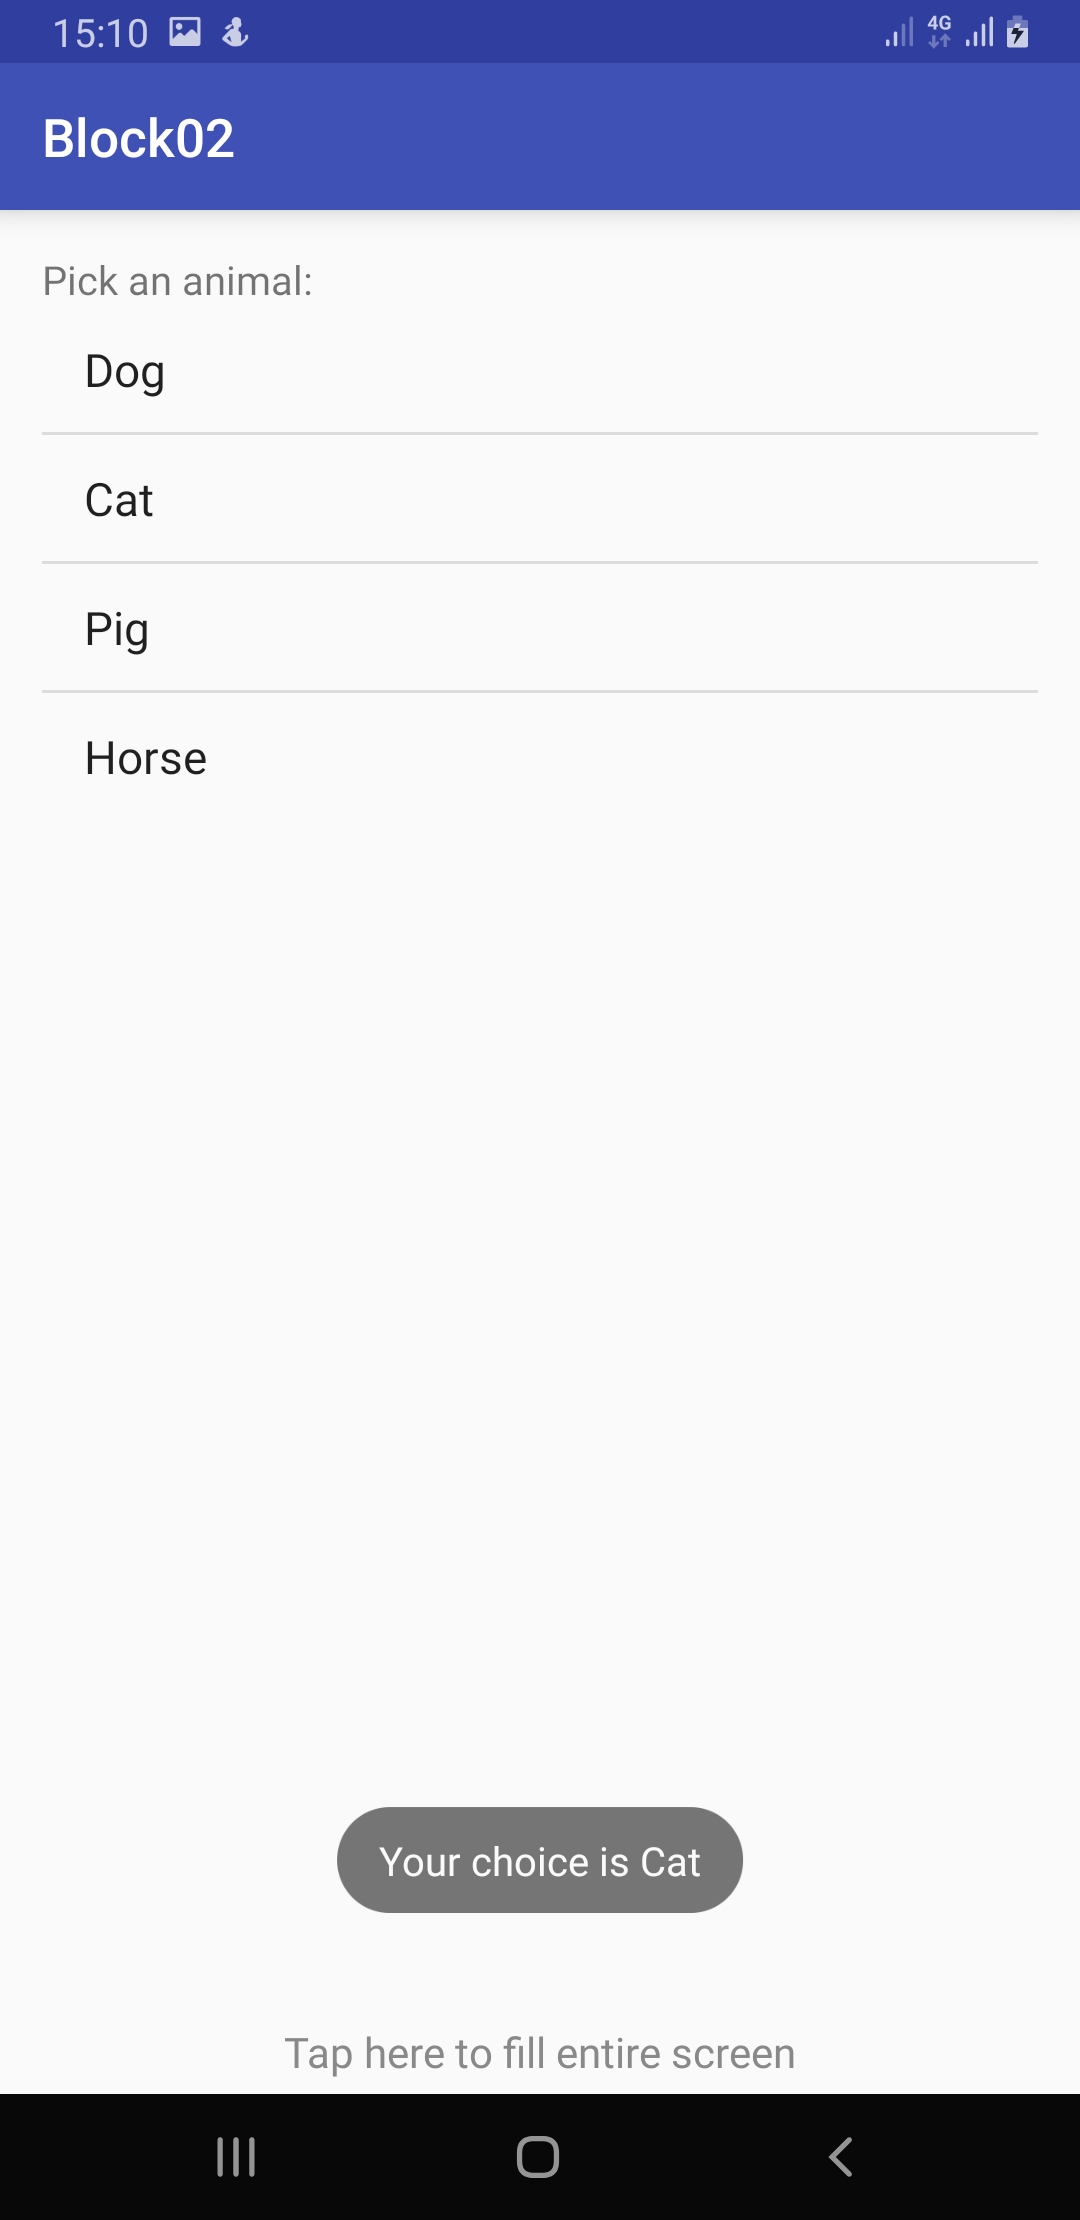 15:10
4G
Block02
Pick an animal:
Dog
Cat
Pig
Horse
Your choice is Cat
Tap here to fill entire screen